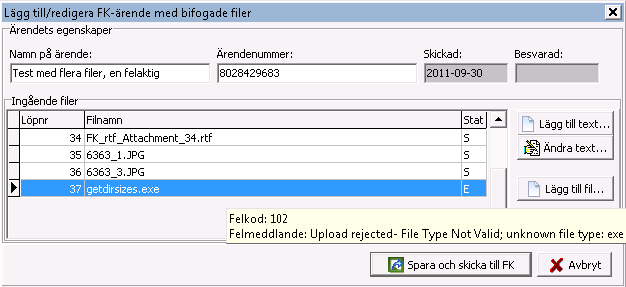 Lägg till/redigera FK-ärende med bifogade filer
Ärendets egenskaper
Namn på ärende: Ärendenummer: Skickad: Besvarad:
Test med flera filer, en felaktig 8028429683 2011-09-30
Ingående filer
Löpnr Filnamn Stat
34 FK_rtf_Attachment_34.rtf S
35 6363_1.JPG S
36 6363_3.JPG S
37 getdirsizes.exe E
Lägg till text...
Ändra text...
Lägg till fil...
Felkod: 102
Felmeddlande: Upload rejected- File Type Not Valid; unknown file type: exe
Spara och skicka till FK Avbryt